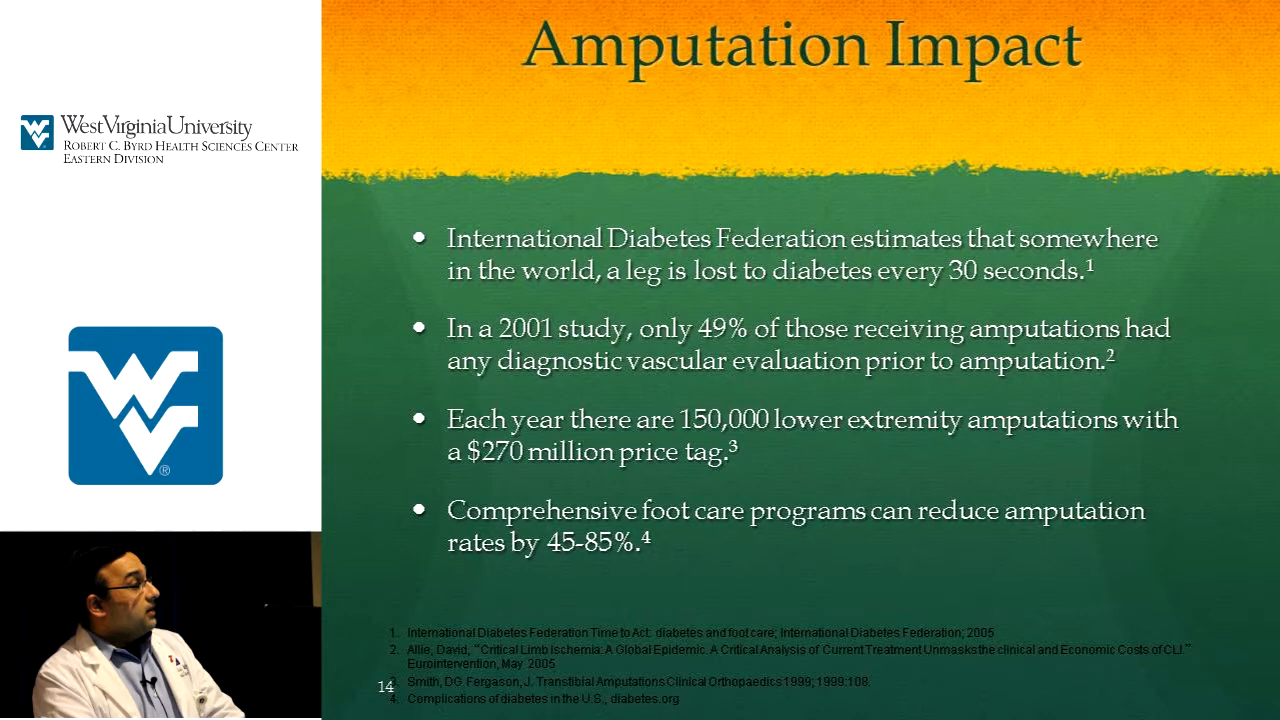 Amputation Impact
West Virginia University
ROBERT C. BYRD HEALTH SCIENCES CENTER
EASTERN DIVISION
• International Diabetes Federation estimates that somewhere
in the world, a leg is lost to diabetes every 30 seconds.1
• In a 2001 study, only 49% of those receiving amputations had
any diagnostic vascular evaluation prior to amputation.2
• Each year there are 150,000 lower extremity amputations with
a $270 million price tag.3
• Comprehensive foot care programs can reduce amputation
rates by 45-85%.4
1. International Diabetes Federation Time to Act: diabetes and foot care; International Diabetes Federation; 2005
2. Allie, David, "Critical Limb Ischemia: A Global Epidemic. A Critical Analysis of Current Treatment Unmasks the clinical and Economic Costs of CLI."
Eurointervention, May 2005
3. Smith, DG. Fergason, J. Transtibial Amputations Clinical Orthopaedics 1999; 1999:108.
4. Complications of diabetes in the U.S., diabetes.org
14